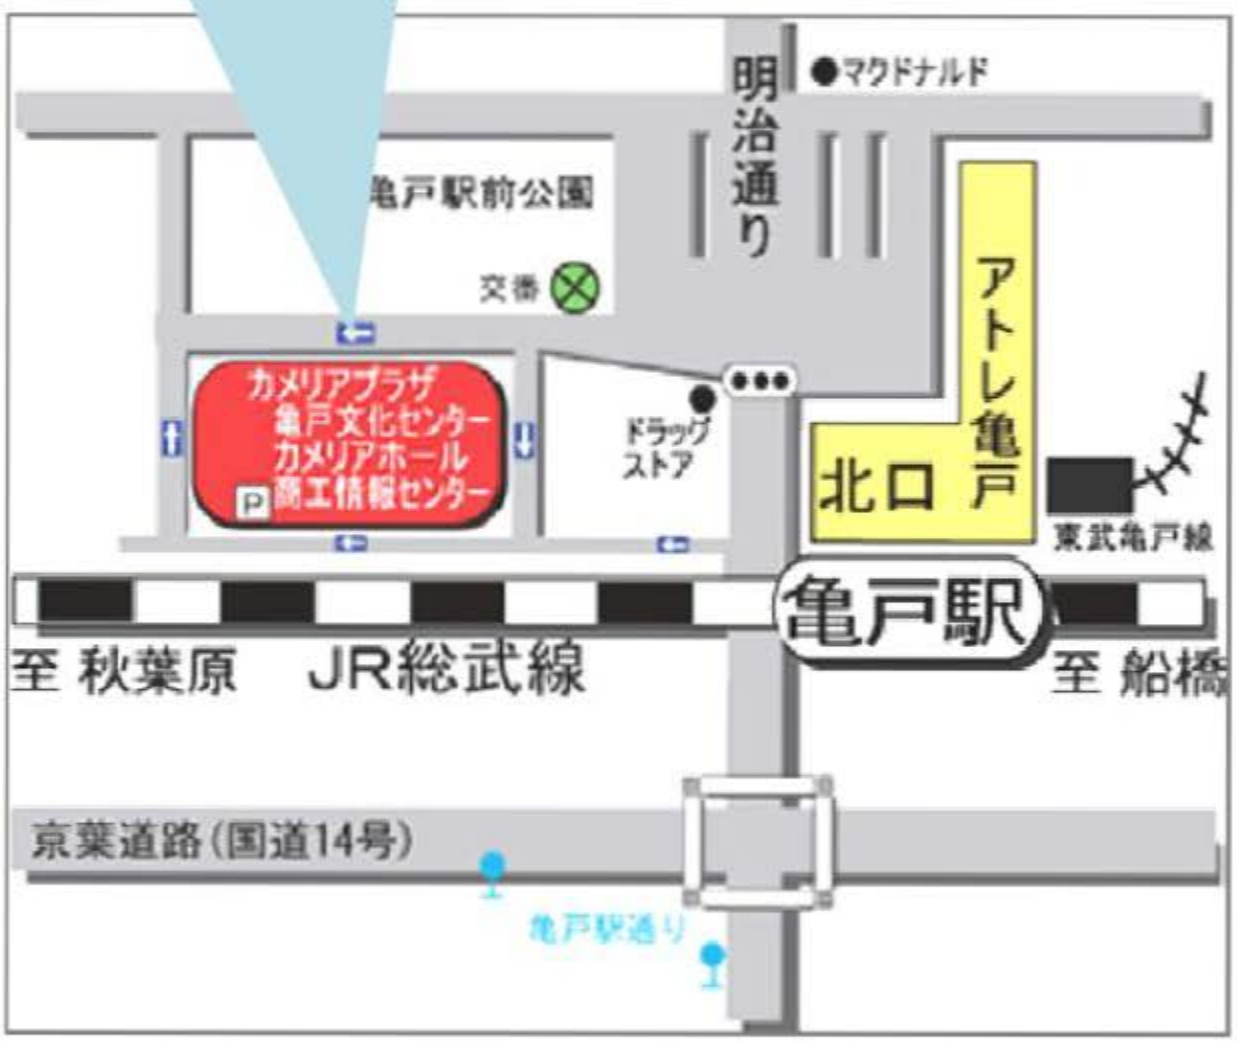 マクドナルド
明治通り
亀戸駅前公園
交番
アトレ亀戸
カメリアプラザ
亀戸文化センター
カメリアホール
P 商工情報センター
ドラッグ
ストア
北口
東武亀戸線
亀戸駅
至 秋葉原
JR総武線
至 船橋
京葉道路(国道14号)
亀戸駅通り